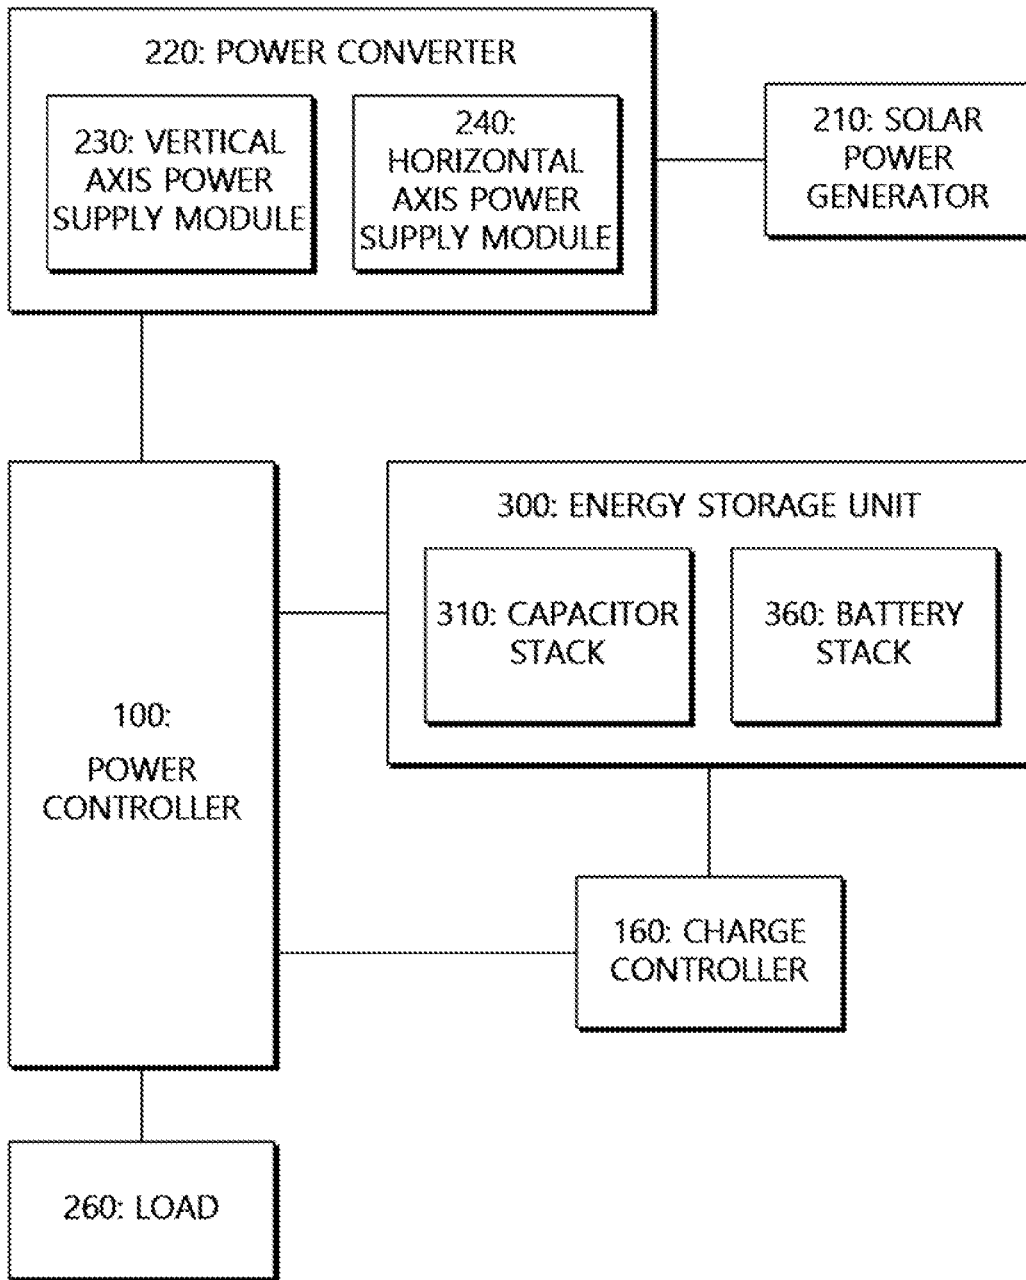 220: POWER CONVERTER
230: VERTICAL
AXIS POWER
SUPPLY MODULE
240:
HORIZONTAL
AXIS POWER
SUPPLY MODULE
210: SOLAR
POWER
GENERATOR
300: ENERGY STORAGE UNIT
310: CAPACITOR
STACK
360: BATTERY
STACK
100:
POWER
CONTROLLER
160: CHARGE
CONTROLLER
260: LOAD